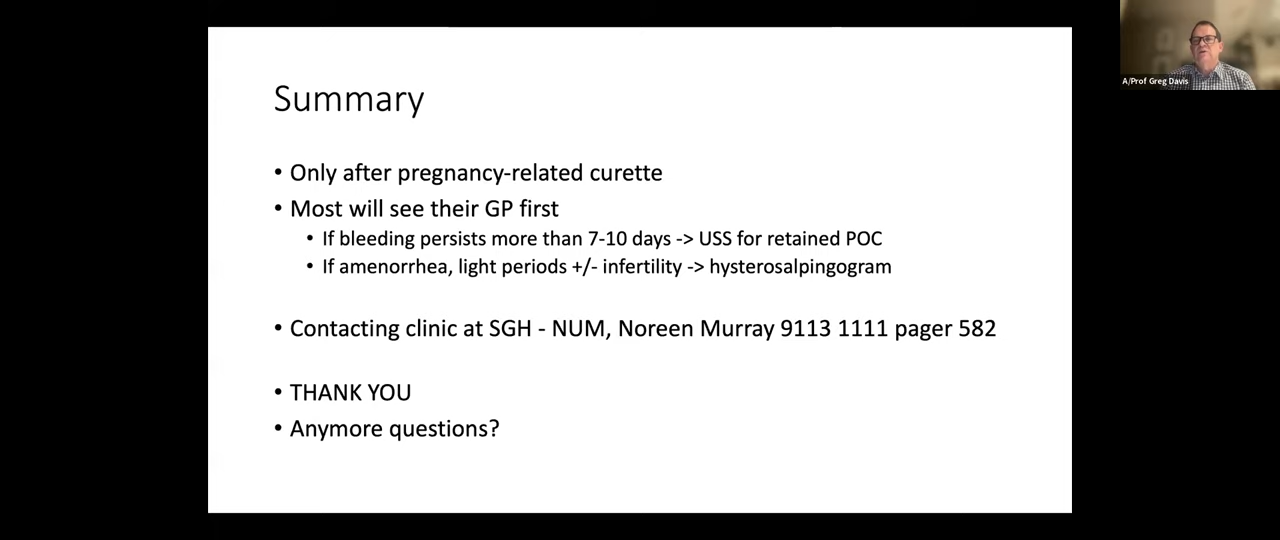 Summary
• Only after pregnancy-related curette
• Most will see their GP first
• If bleeding persists more than 7-10 days -> USS for retained POC
• If amenorrhea, light periods +/- infertility -> hysterosalpingogram
• Contacting clinic at SGH - NUM, Noreen Murray 9113 1111 pager 582
• THANK YOU
• Anymore questions?
A/Prof Greg Davis